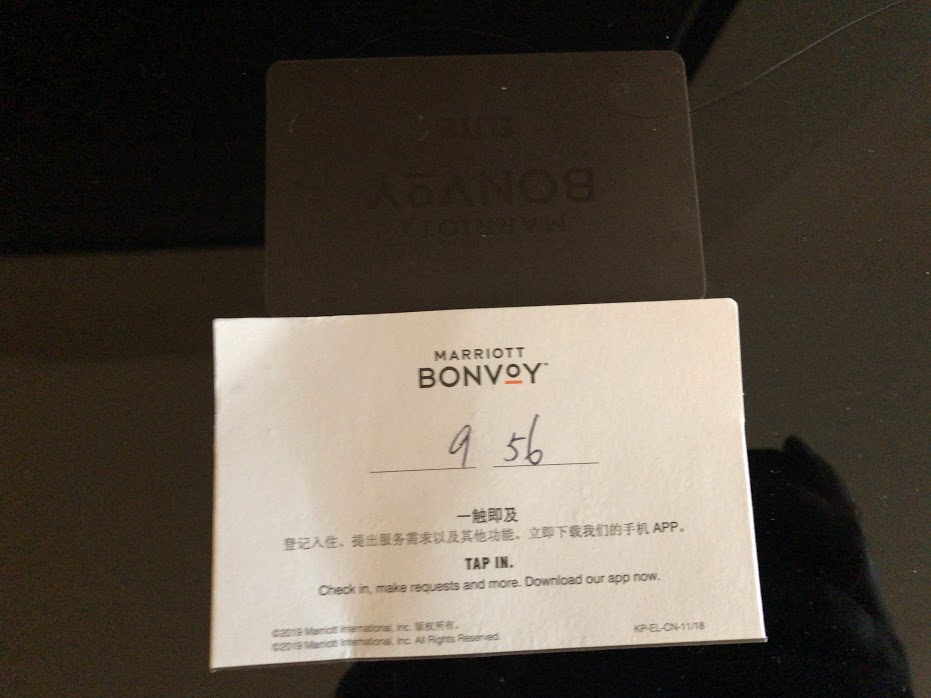 MARRIOTT
BONVOY
MARRIOTT
BONVOY™
9 56
一触即及
登记入住、提出服务需求以及其他功能。立即下载我们的手机 APP。
TAP IN.
Check in, make requests and more. Download our app now.
©2019 Marriott International, Inc. 版权所有。
©2019 Marriott International, Inc. All Rights Reserved.
KP-EL-CN-11/18